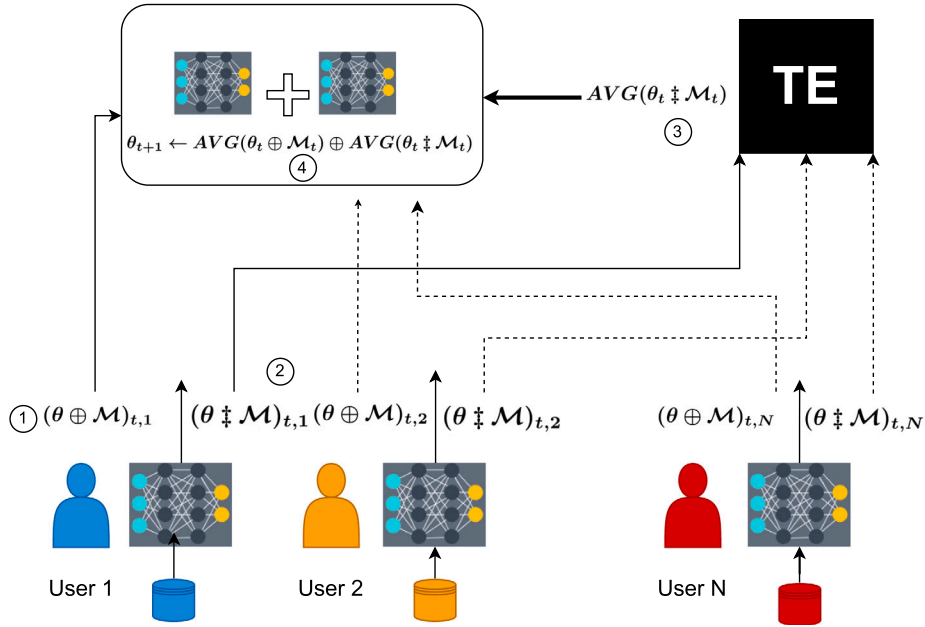 TE
AVG(θ_t ‡ M_t)
③
θ_{t+1} ← AVG(θ_t ⊕ M_t) ⊕ AVG(θ_t ‡ M_t)
④
②
① (θ ⊕ M)_{t,1} (θ ‡ M)_{t,1} (θ ⊕ M)_{t,2} (θ ‡ M)_{t,2} (θ ⊕ M)_{t,N} (θ ‡ M)_{t,N}
User 1 User 2 User N